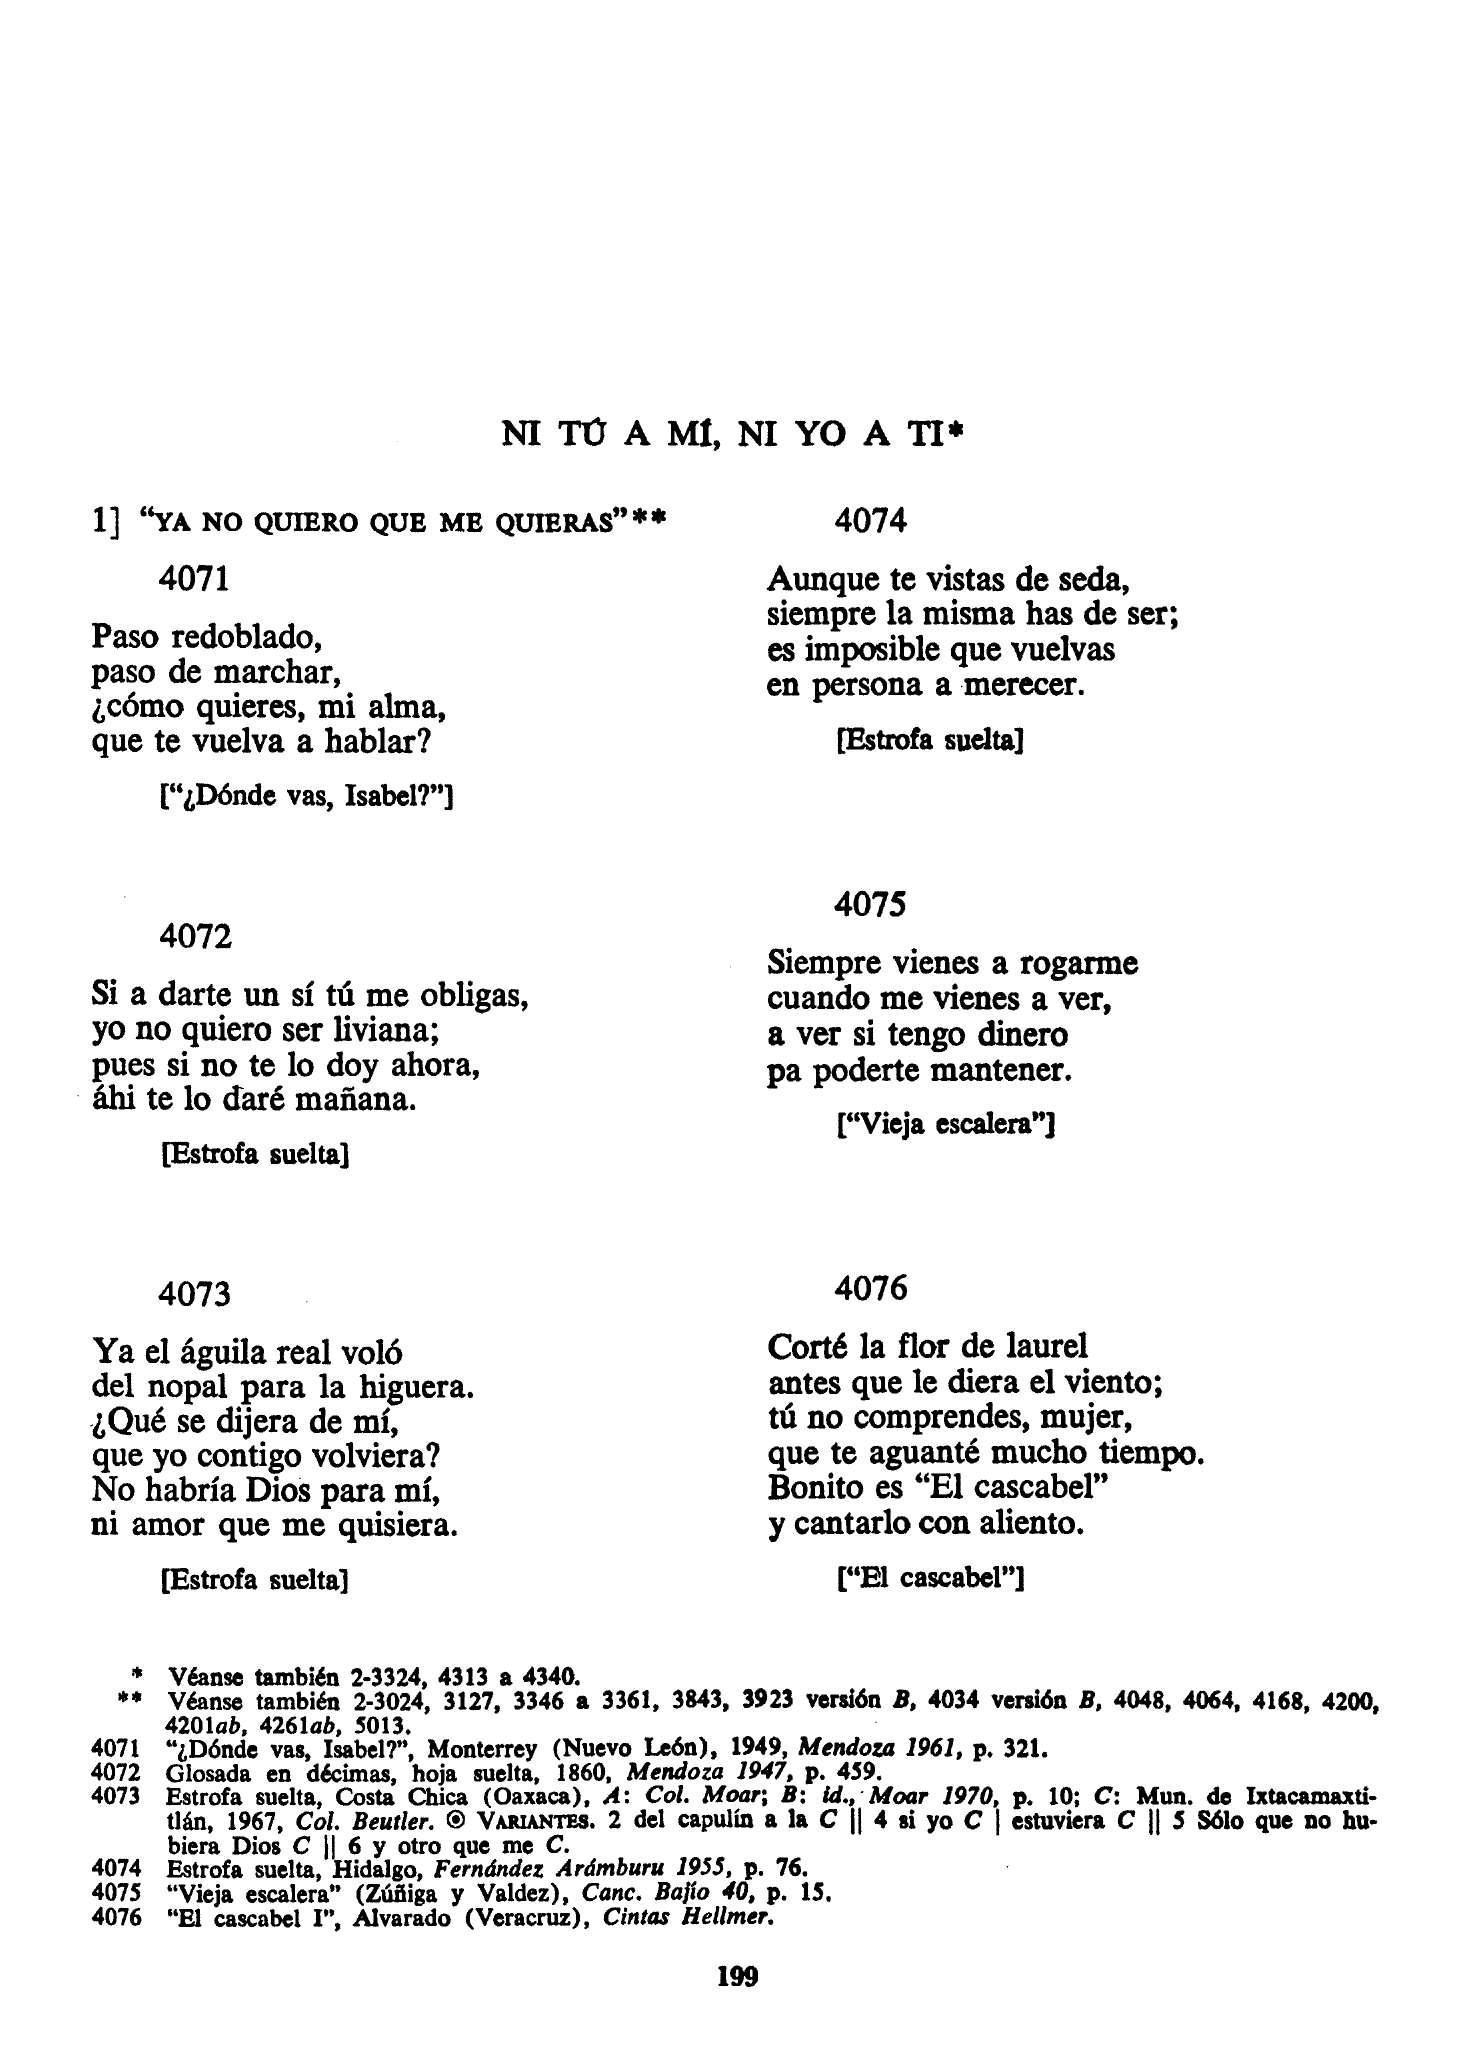 NI TÚ A MÍ, NI YO A TI*
1] “YA NO QUIERO QUE ME QUIERAS”**
4071
Paso redoblado,
paso de marchar,
¿cómo quieres, mi alma,
que te vuelva a hablar?
[“¿Dónde vas, Isabel?”]
4072
Si a darte un sí tú me obligas,
yo no quiero ser liviana;
pues si no te lo doy ahora,
áhi te lo daré mañana.
[Estrofa suelta]
4073
Ya el águila real voló
del nopal para la higuera.
¿Qué se dijera de mí,
que yo contigo volviera?
No habría Dios para mí,
ni amor que me quisiera.
[Estrofa suelta]
4074
Aunque te vistas de seda,
siempre la misma has de ser;
es imposible que vuelvas
en persona a merecer.
[Estrofa suelta]
4075
Siempre vienes a rogarme
cuando me vienes a ver,
a ver si tengo dinero
pa poderte mantener.
[“Vieja escalera”]
4076
Corté la flor de laurel
antes que le diera el viento;
tú no comprendes, mujer,
que te aguanté mucho tiempo.
Bonito es “El cascabel”
y cantarlo con aliento.
[“El cascabel”]
* Véanse también 2-3324, 4313 a 4340.
** Véanse también 2-3024, 3127, 3346 a 3361, 3843, 3923 versión B, 4034 versión B, 4048, 4064, 4168, 4200,
4201ab, 4261ab, 5013.
4071 “¿Dónde vas, Isabel?”, Monterrey (Nuevo León), 1949, Mendoza 1961, p. 321.
4072 Glosada en décimas, hoja suelta, 1860, Mendoza 1947, p. 459.
4073 Estrofa suelta, Costa Chica (Oaxaca), A: Col. Moar; B: id., Moar 1970, p. 10; C: Mun. de Ixtacamaxti-
tlán, 1967, Col. Beutler. ® VARIANTES. 2 del capulín a la C || 4 si yo C | estuviera C || 5 Sólo que no hu-
biera Dios C || 6 y otro que me C.
4074 Estrofa suelta, Hidalgo, Fernández Arámburu 1955, p. 76.
4075 “Vieja escalera” (Zúñiga y Valdez), Canc. Bajío 40, p. 15.
4076 “El cascabel I”, Alvarado (Veracruz), Cintas Hellmer.
199